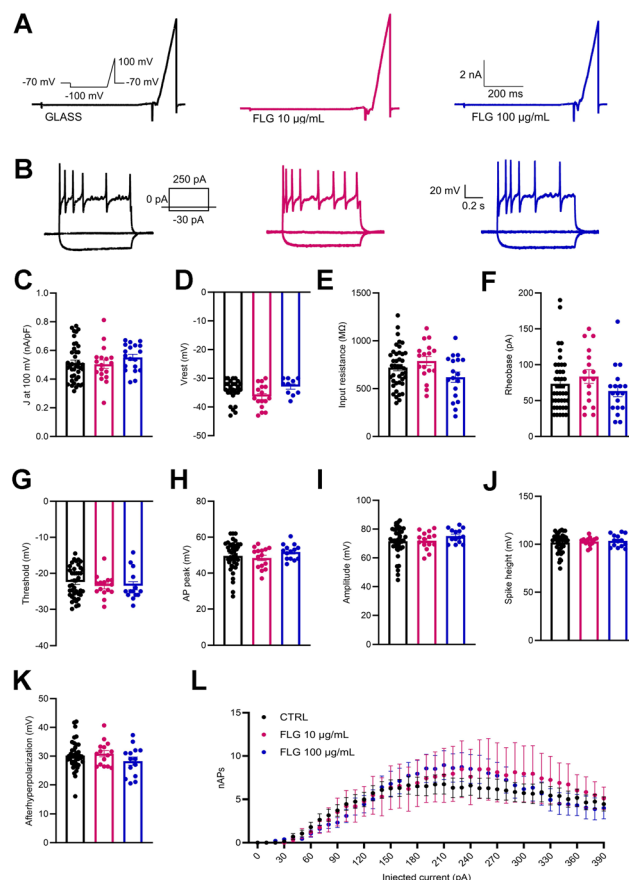 A
100 mV
-70 mV
-70 mV
-100 mV
GLASS
FLG 10 µg/mL
2 nA
200 ms
FLG 100 µg/mL
B
250 pA
0 pA
-30 pA
20 mV
0.2 s
C
J at 100 mV (nA/pF)
1.0
0.8
0.6
0.4
0.2
0.0
D
Vrest (mV)
0
-10
-20
-30
-40
-50
E
Input resistance (MΩ)
1500
1000
500
0
F
Rheobase (pA)
200
150
100
50
0
G
Threshold (mV)
0
-10
-20
-30
-40
H
AP peak (mV)
80
60
40
20
0
I
Amplitude (mV)
100
80
60
40
20
0
J
Spike height (mV)
150
100
50
0
K
Afterhyperpolarization (mV)
50
40
30
20
10
0
L
CTRL
FLG 10 µg/mL
FLG 100 µg/mL
nAPs
15
10
5
0
0 30 60 90 120 150 180 210 240 270 300 330 360 390
Injected current (pA)